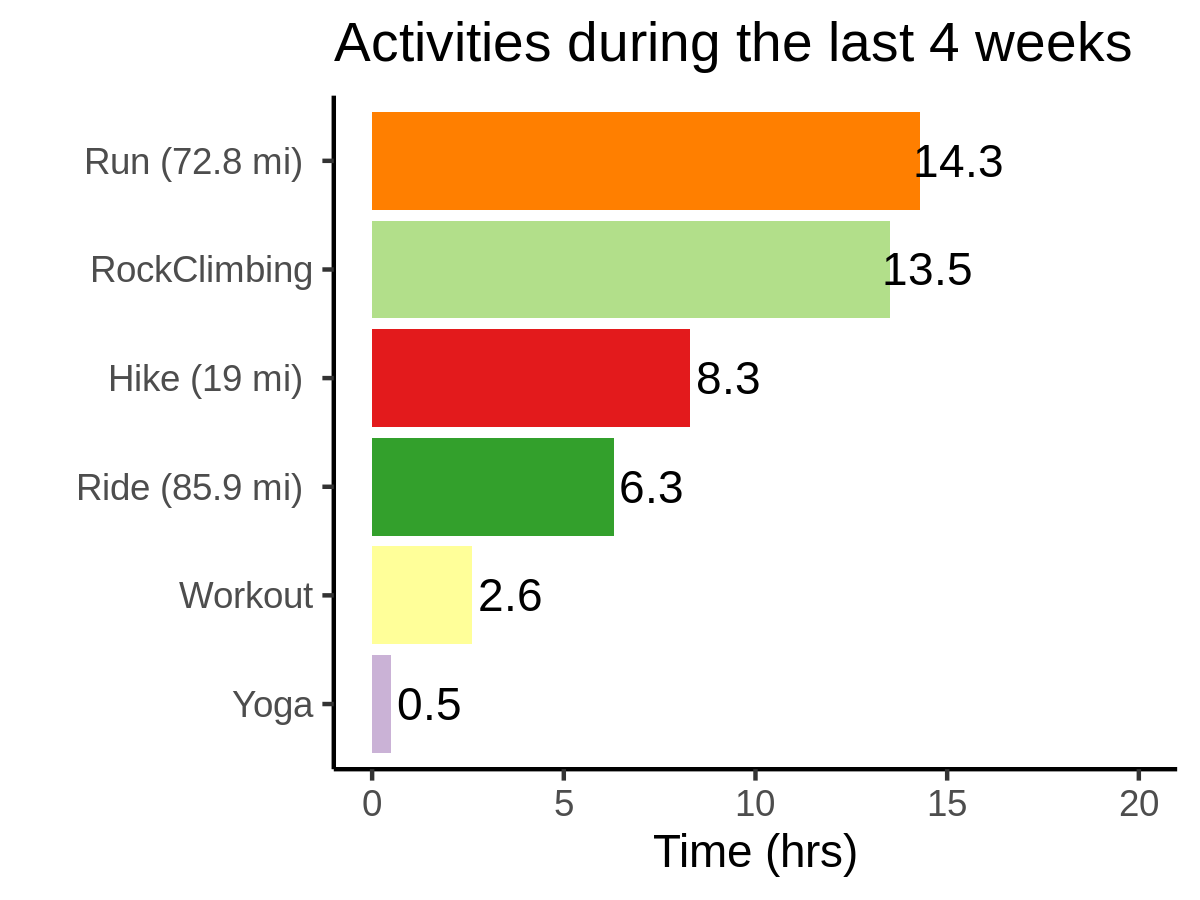 Activities during the last 4 weeks
Run (72.8 mi) 14.3
RockClimbing 13.5
Hike (19 mi) 8.3
Ride (85.9 mi) 6.3
Workout 2.6
Yoga 0.5
0 5 10 15 20
Time (hrs)